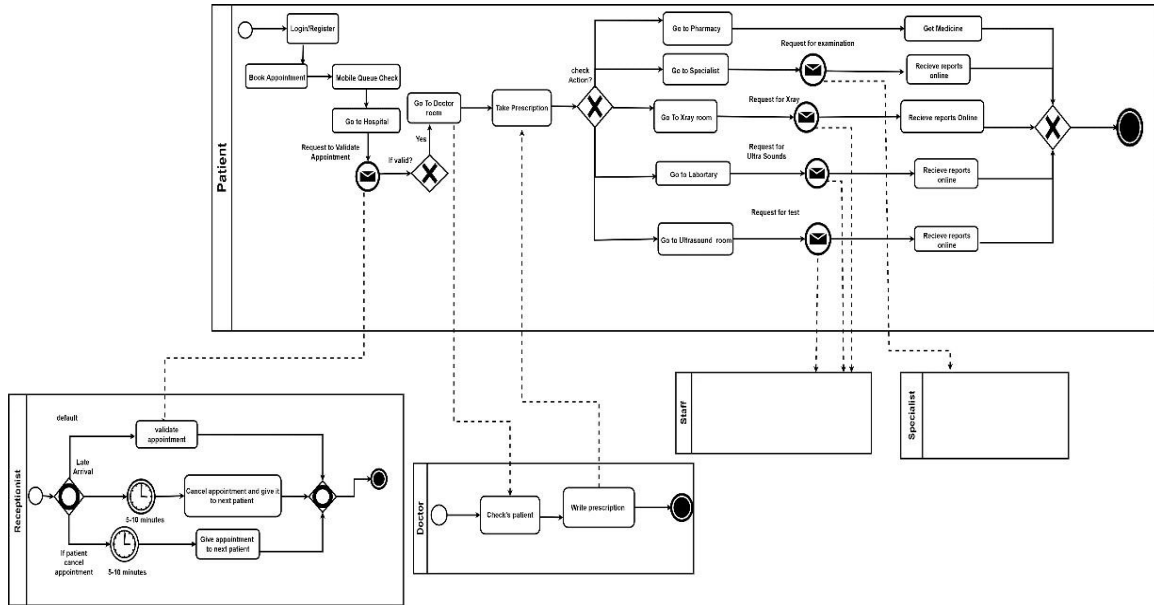 Patient
Login/Register
Book Appointment
Mobile Queue Check
Go to Hospital
Request to Validate
Appointment
If valid?
Yes
Go To Doctor
room
Take Prescription
check
Action?
Go to Pharmacy
Get Medicine
Go to Specialist
Request for examination
Recieve reports
online
Go To Xray room
Request for Xray
Recieve reports Online
Go to Labortary
Request for
Ultra Sounds
Recieve reports
online
Go to Ultrasound room
Request for test
Recieve reports
online
Receptionist
default
validate
appointment
Late
Arrival
5-10 minutes
Cancel appointment and give it
to next patient
If patient
cancel
appointment
5-10 minutes
Give appointment
to next patient
Doctor
Check's patient
Write prescription
Staff
Specialist